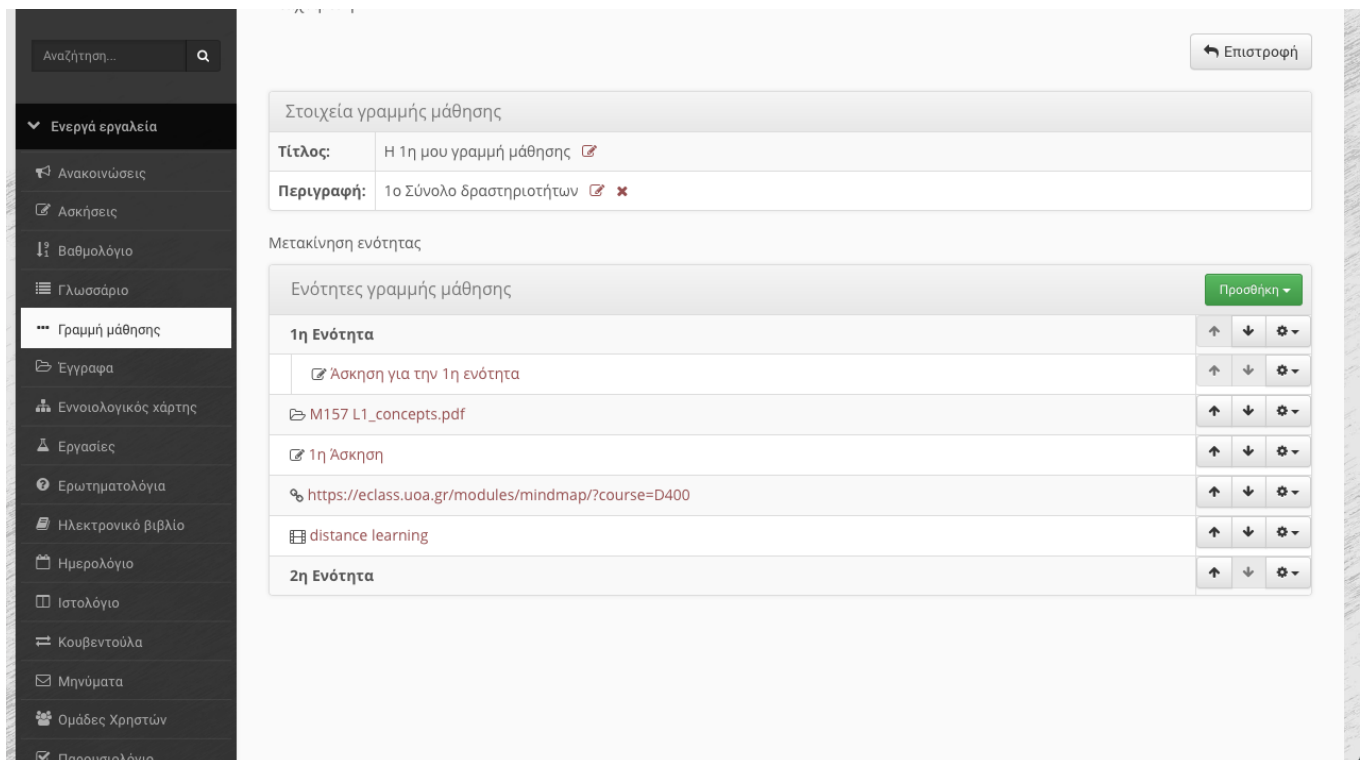 Αναζήτηση...
Επιστροφή
Ενεργά εργαλεία
Ανακοινώσεις
Ασκήσεις
Βαθμολόγιο
Γλωσσάριο
Γραμμή μάθησης
Έγγραφα
Εννοιολογικός χάρτης
Εργασίες
Ερωτηματολόγια
Ηλεκτρονικό βιβλίο
Ημερολόγιο
Ιστολόγιο
Κουβεντούλα
Μηνύματα
Ομάδες Χρηστών
Παρουσιολόγιο
Στοιχεία γραμμής μάθησης
Τίτλος: Η 1η μου γραμμή μάθησης
Περιγραφή: 1ο Σύνολο δραστηριοτήτων
Μετακίνηση ενότητας
Ενότητες γραμμής μάθησης Προσθήκη
1η Ενότητα
Άσκηση για την 1η ενότητα
M157 L1_concepts.pdf
1η Άσκηση
https://eclass.uoa.gr/modules/mindmap/?course=D400
distance learning
2η Ενότητα